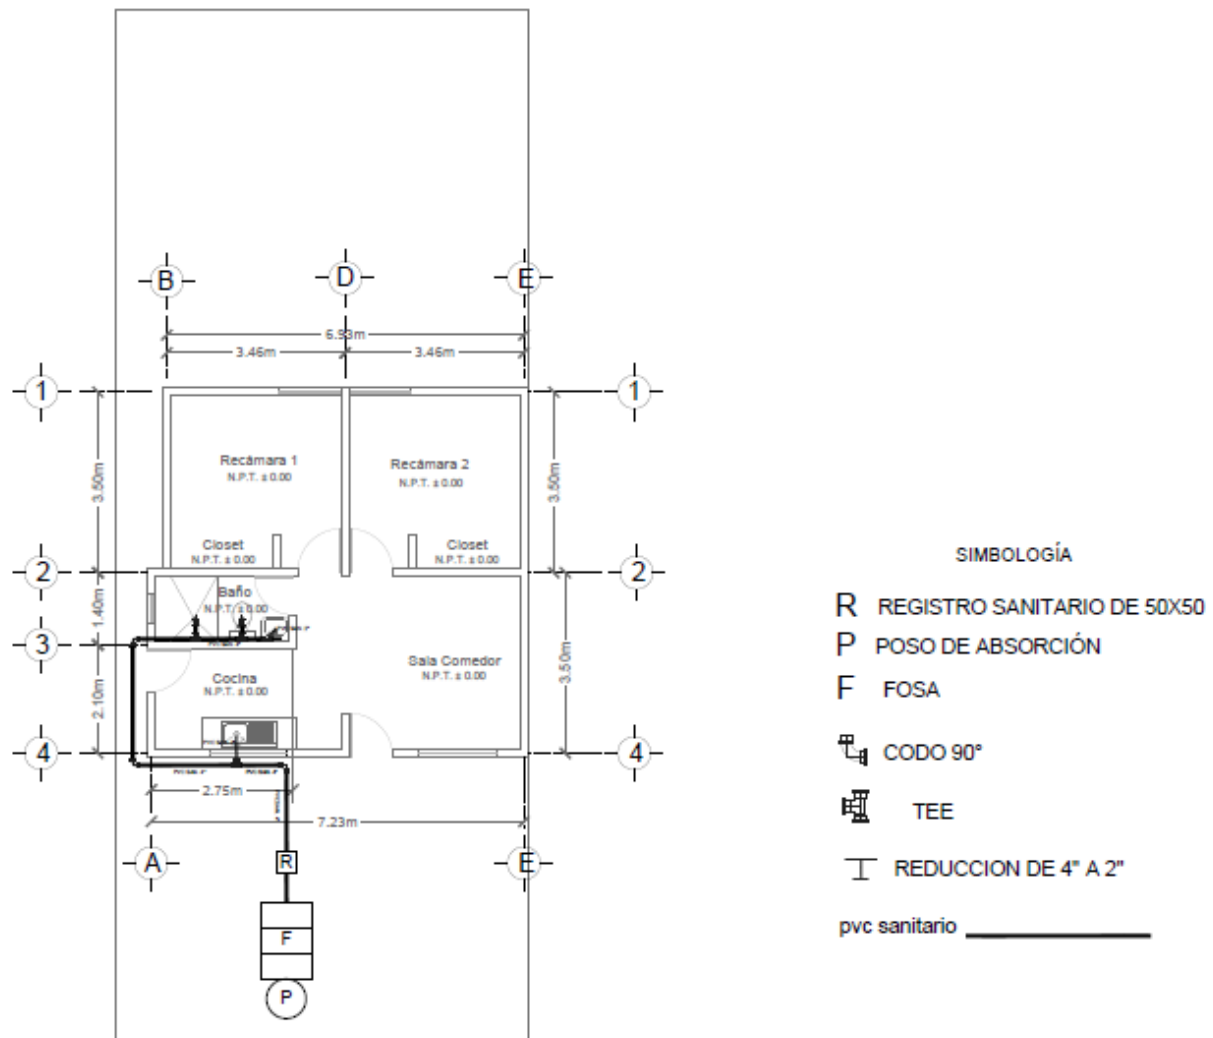 B
D
E
6.93m
3.46m
3.46m
1
1
3.50m
3.50m
Recámara 1
N.P.T. ± 0.00
Recámara 2
N.P.T. ± 0.00
Closet
N.P.T. ± 0.00
Closet
N.P.T. ± 0.00
2
2
1.40m
Baño
N.P.T. ± 0.00
3
2.10m
Cocina
N.P.T. ± 0.00
Sala Comedor
N.P.T. ± 0.00
3.50m
4
4
2.75m
7.23m
A
E
R
F
P
SIMBOLOGÍA
R REGISTRO SANITARIO DE 50X50
P POSO DE ABSORCIÓN
F FOSA
CODO 90°
TEE
REDUCCION DE 4" A 2"
pvc sanitario